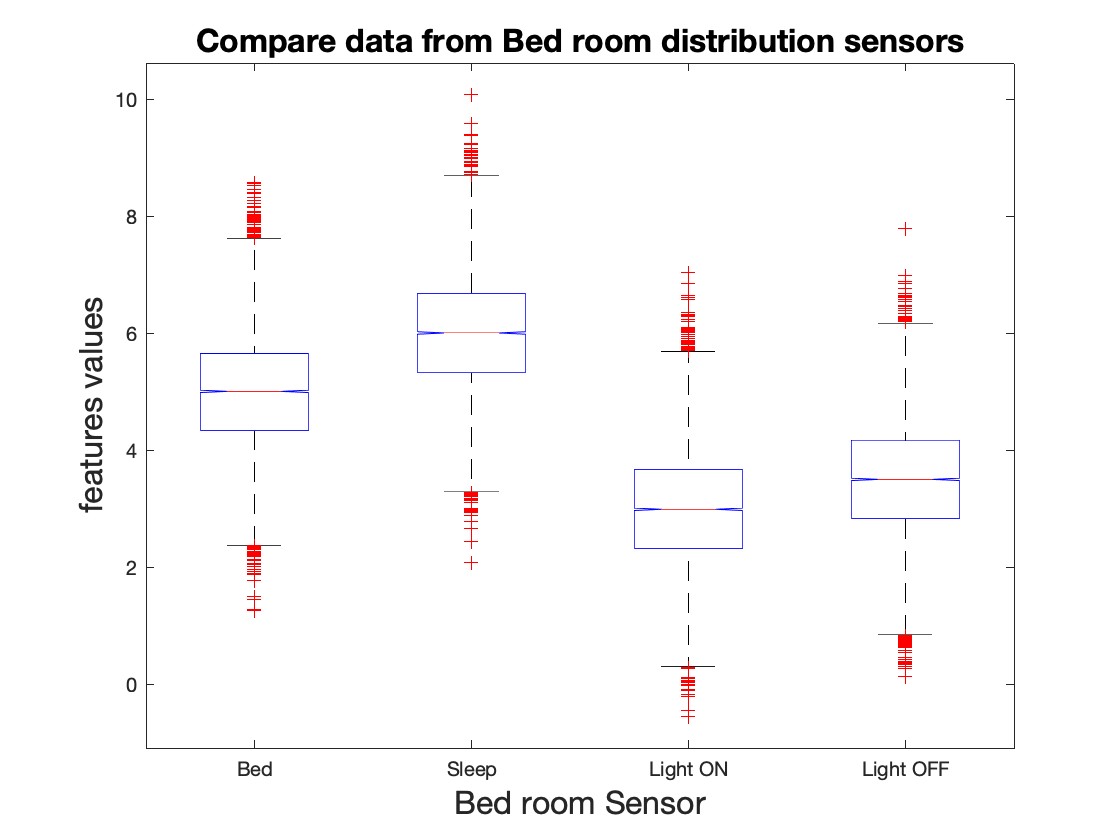 Compare data from Bed room distribution sensors
10
8
6
4
2
0
features values
Bed Sleep Light ON Light OFF
Bed room Sensor